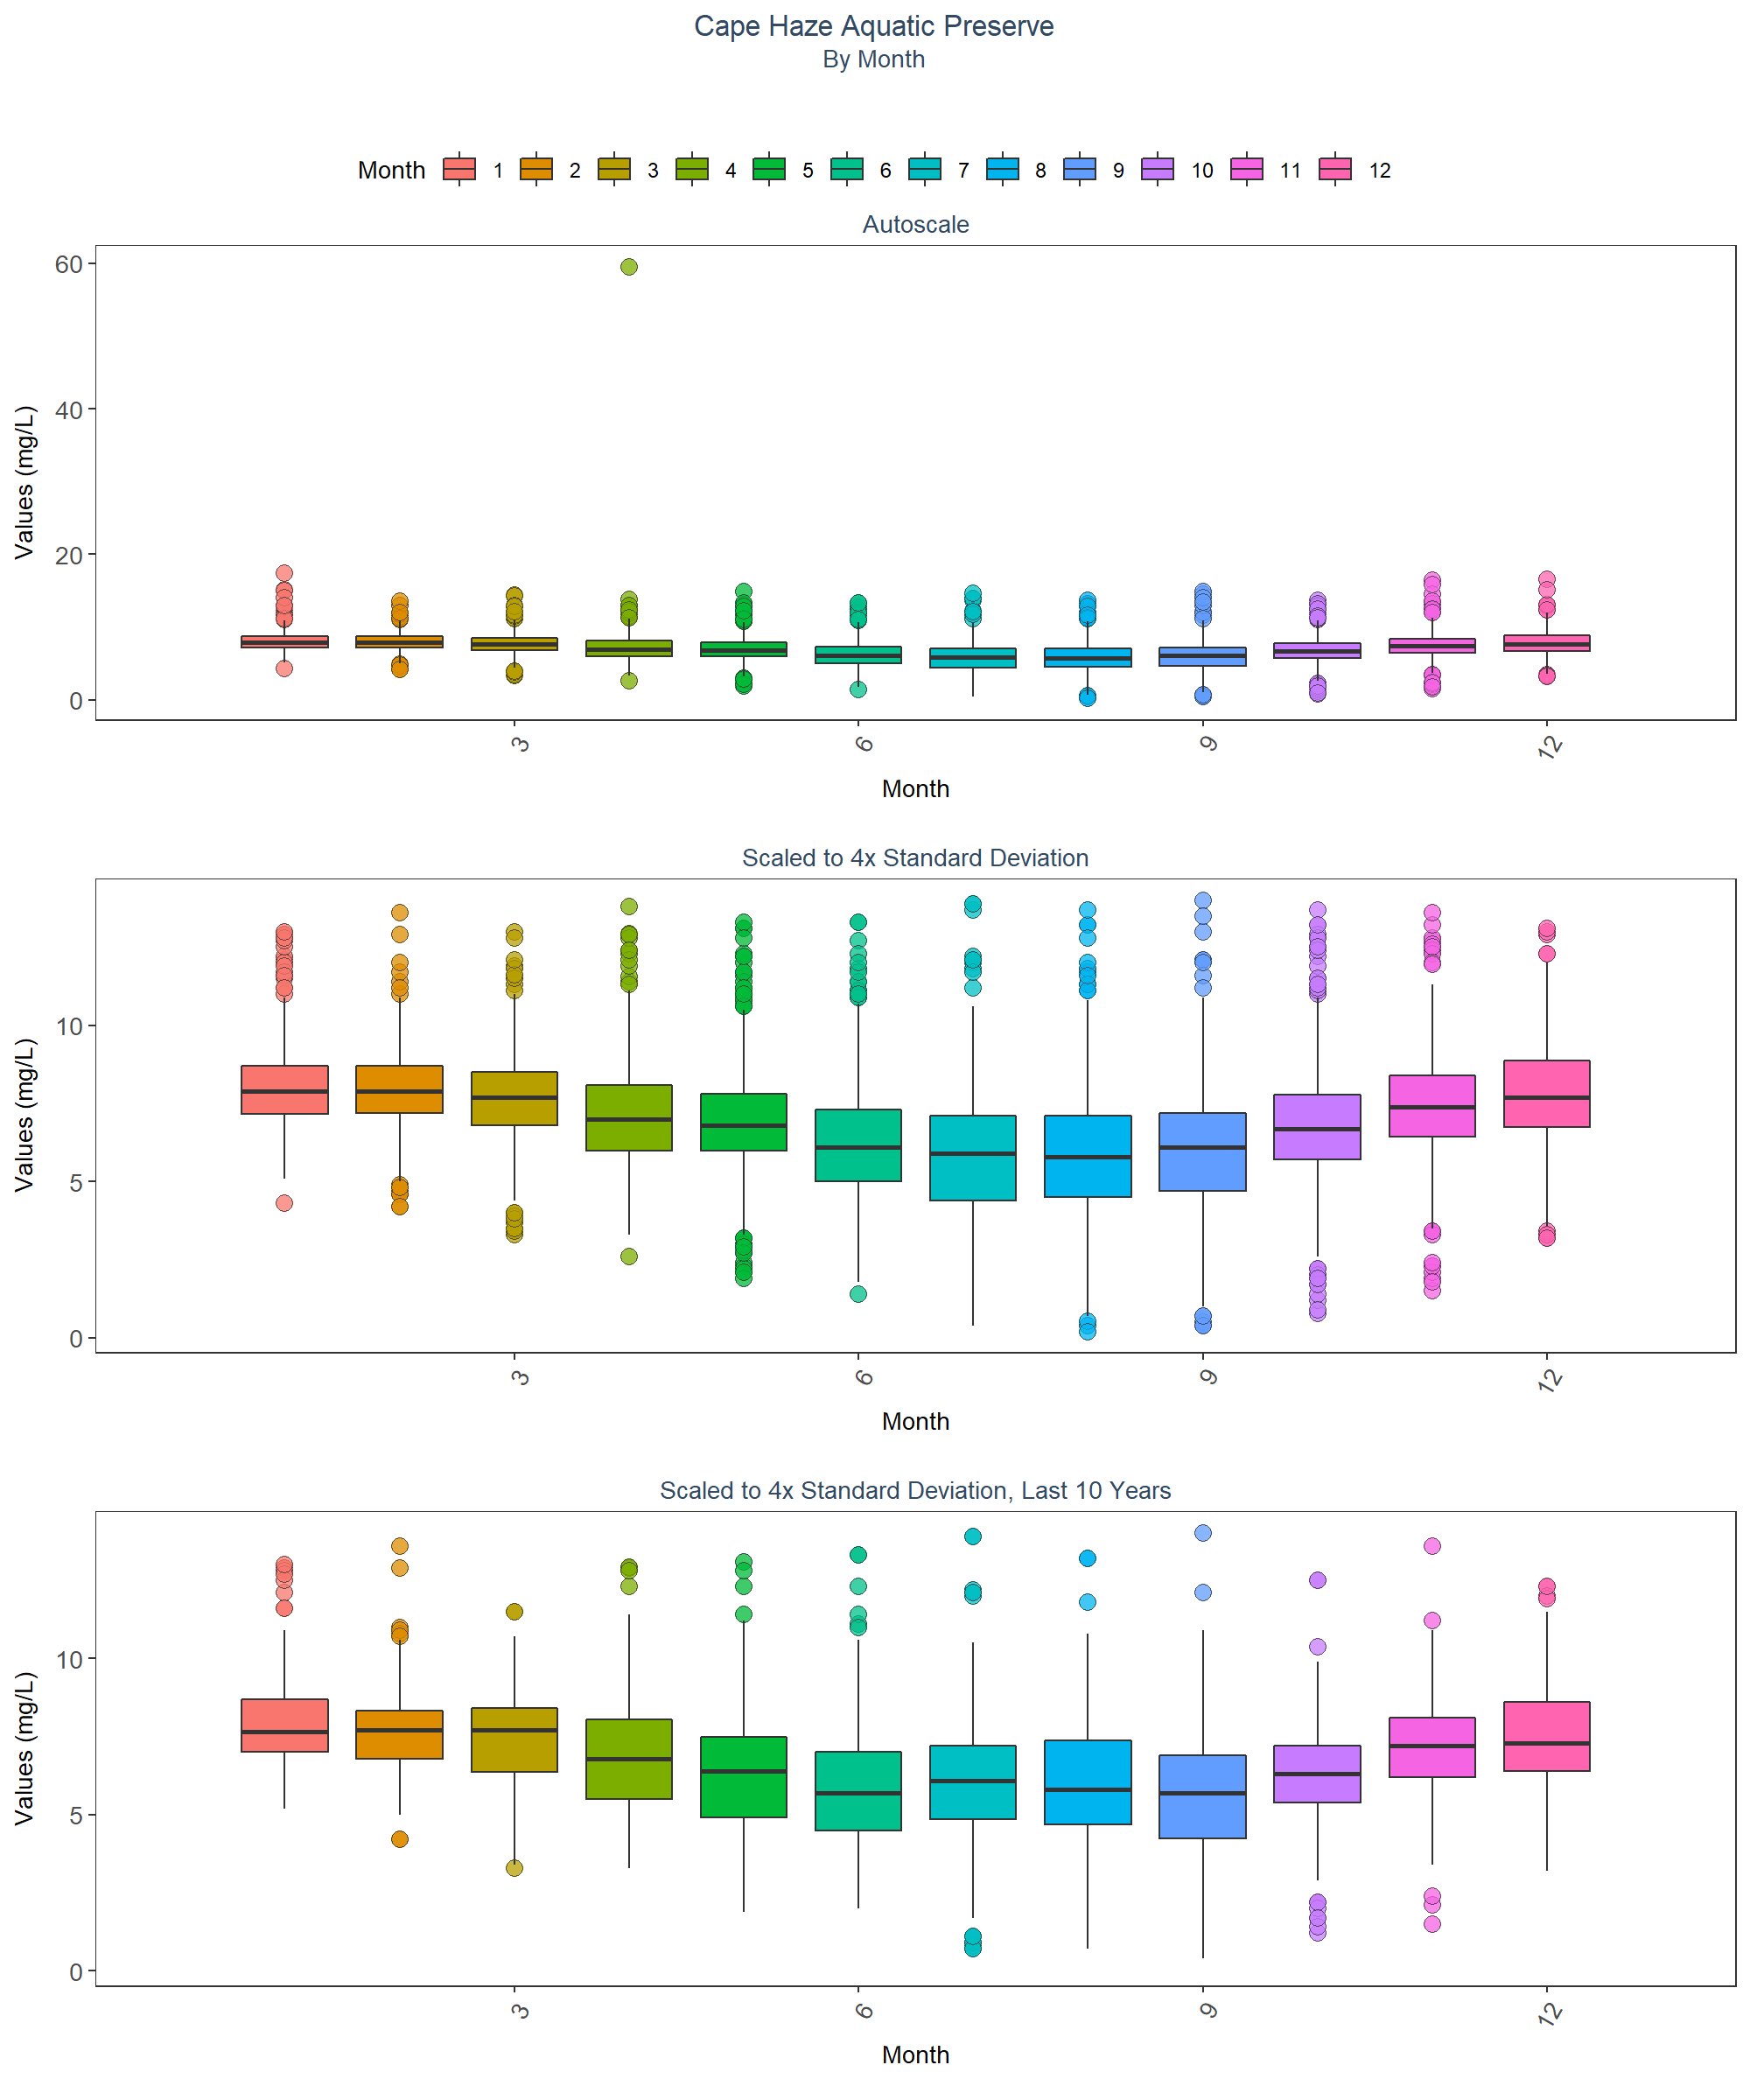 Cape Haze Aquatic Preserve
By Month
Month 1 2 3 4 5 6 7 8 9 10 11 12
Autoscale
Values (mg/L)
60
40
20
0
3 6 9 12
Month
Scaled to 4x Standard Deviation
Values (mg/L)
10
5
0
3 6 9 12
Month
Scaled to 4x Standard Deviation, Last 10 Years
Values (mg/L)
10
5
0
3 6 9 12
Month